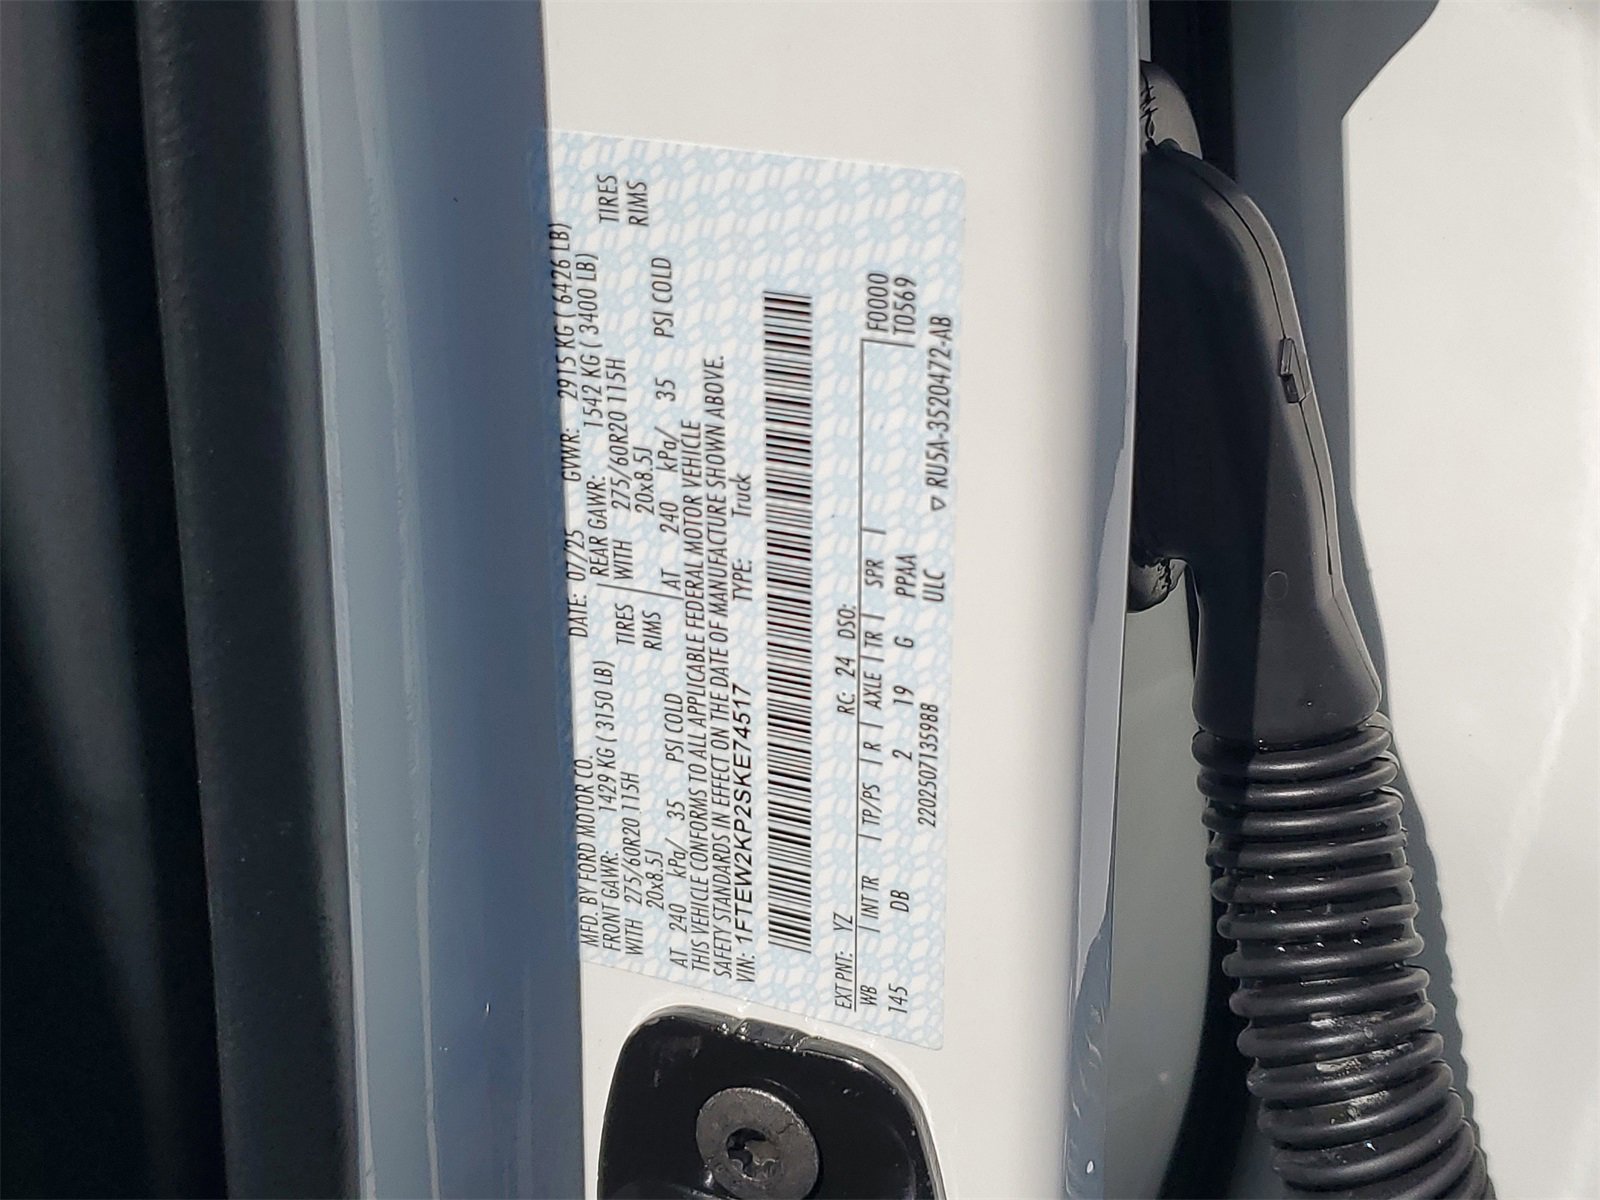 MFD. BY FORD MOTOR CO.
DATE: 07/25 GVWR: 2915 KG ( 6426 LB)
FRONT GAWR: 1429 KG ( 3150 LB) REAR GAWR: 1542 KG ( 3400 LB)
WITH 275/60R20 115H TIRES WITH 275/60R20 115H TIRES
20x8.5J RIMS 20x8.5J RIMS
AT 240 kPa/ 35 PSI COLD AT 240 kPa/ 35 PSI COLD
THIS VEHICLE CONFORMS TO ALL APPLICABLE FEDERAL MOTOR VEHICLE
SAFETY STANDARDS IN EFFECT ON THE DATE OF MANUFACTURE SHOWN ABOVE.
VIN: 1FTEW2KP2SKE74517 TYPE: Truck
EXT PNT: YZ RC: 24 DSO:
WB INT TR TP/PS R AXLE TR SPR F0000
145 DB 2 19 G PPAA T0569
220250713598​8 ULC ▽ RU5A-3520472-AB